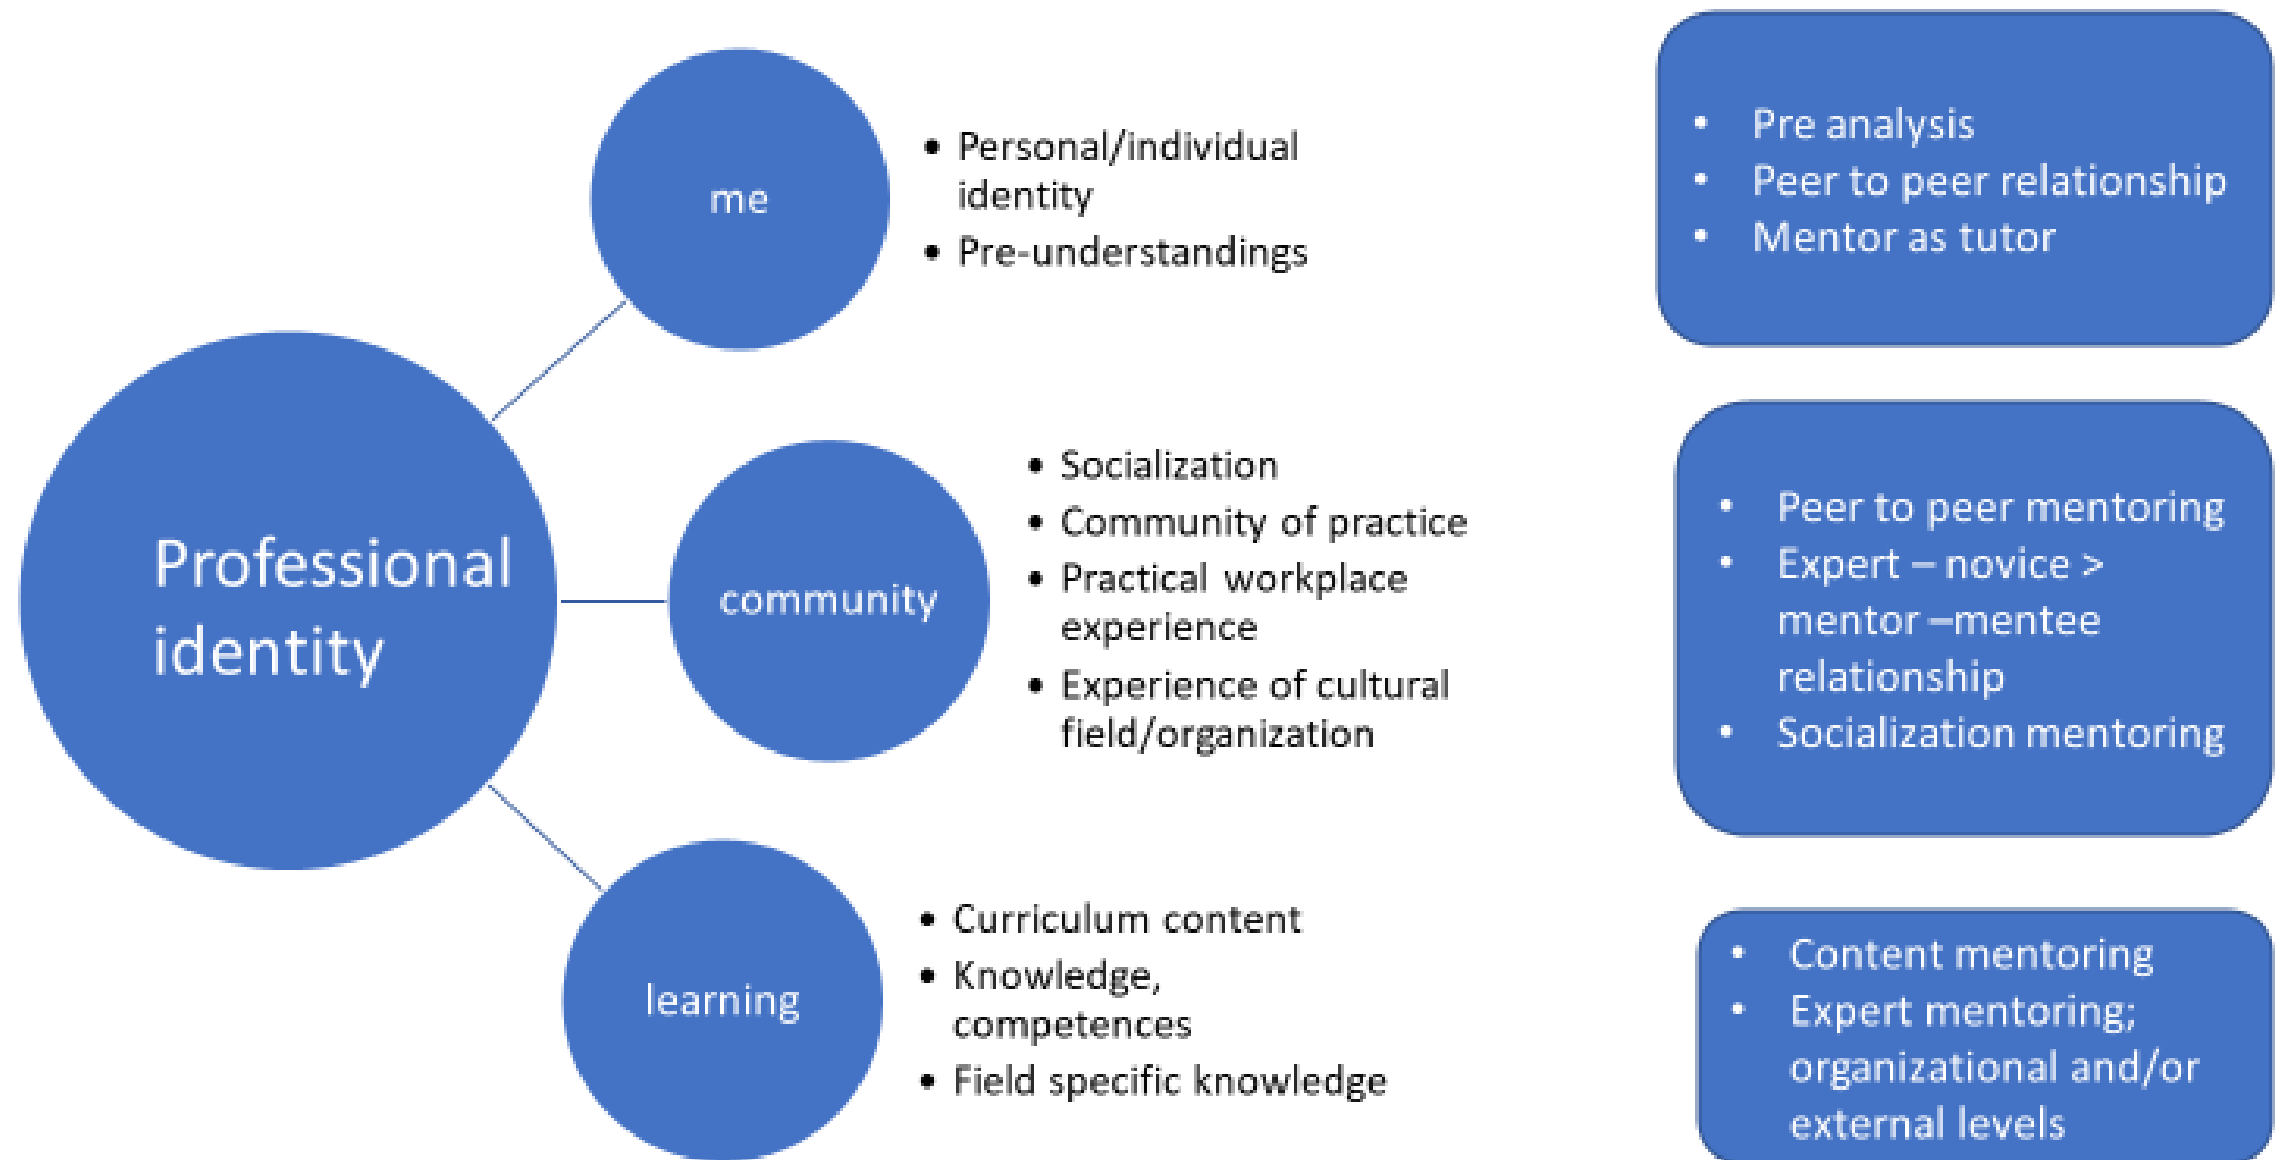 Professional
identity
me
• Personal/individual
identity
• Pre-understandings
• Pre analysis
• Peer to peer relationship
• Mentor as tutor
community
• Socialization
• Community of practice
• Practical workplace
experience
• Experience of cultural
field/organization
• Peer to peer mentoring
• Expert – novice >
mentor –mentee
relationship
• Socialization mentoring
learning
• Curriculum content
• Knowledge,
competences
• Field specific knowledge
• Content mentoring
• Expert mentoring;
organizational and/or
external levels